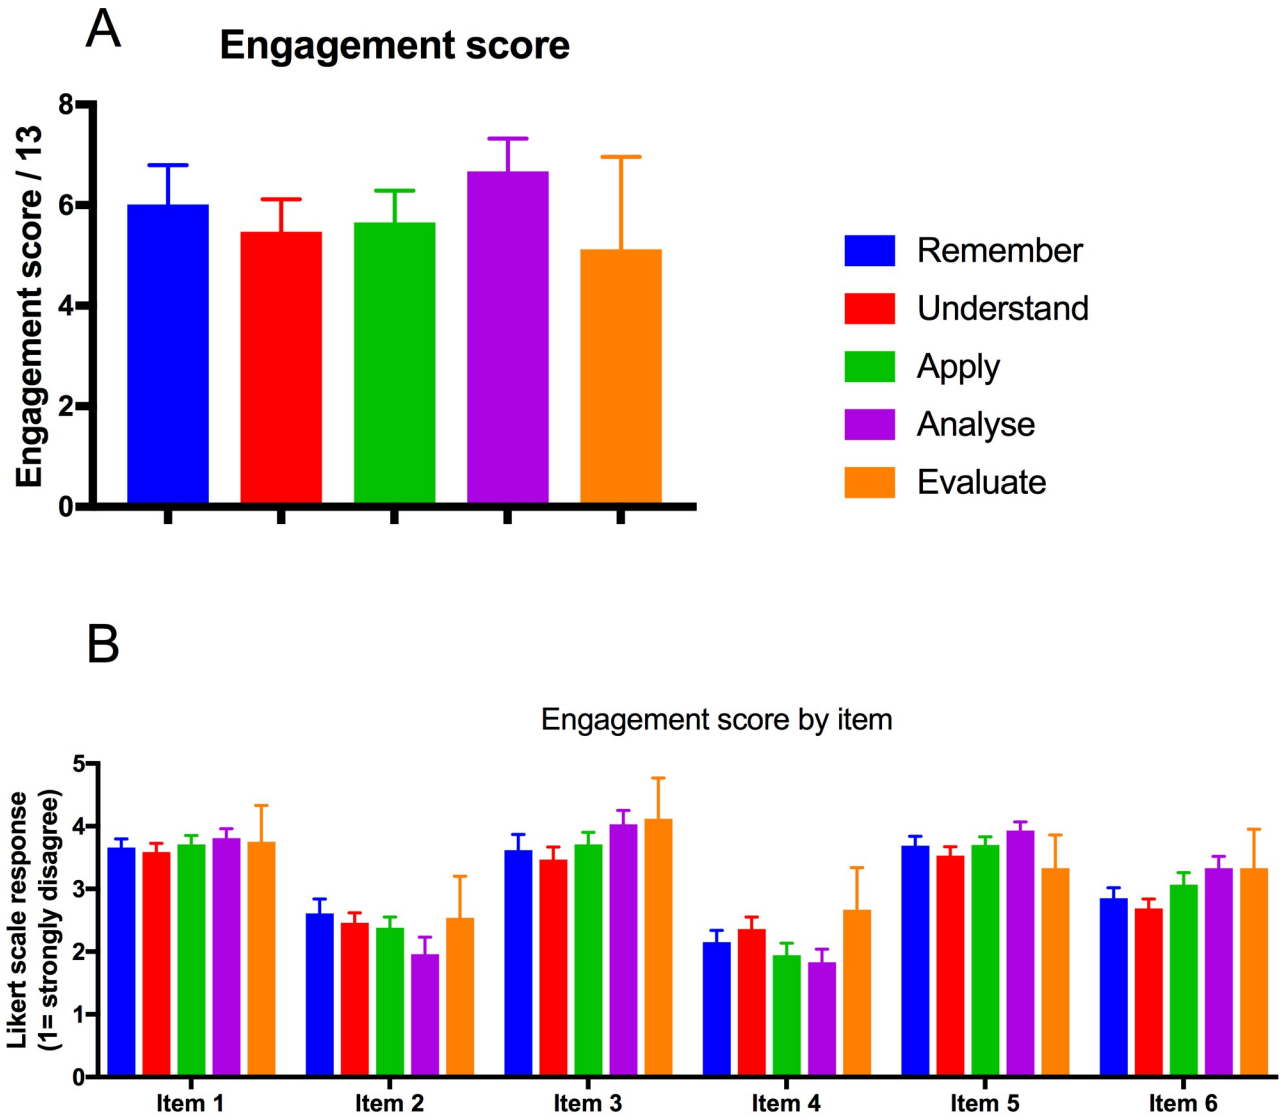 A
Engagement score
Engagement score / 13
8
6
4
2
0
Remember
Understand
Apply
Analyse
Evaluate
B
Engagement score by item
Likert scale response
(1= strongly disagree)
5
4
3
2
1
0
Item 1 Item 2 Item 3 Item 4 Item 5 Item 6